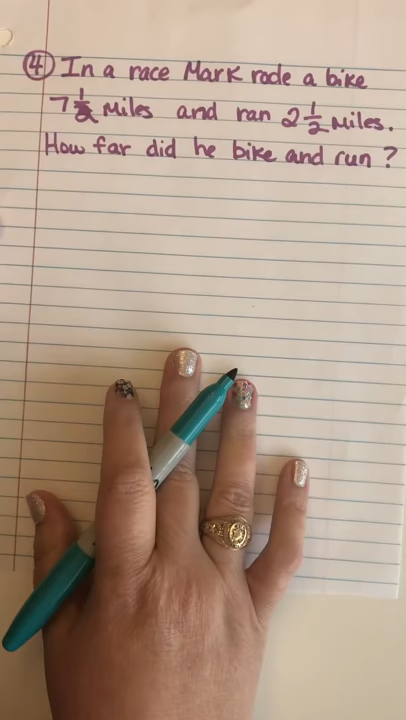 ④ In a race Mark rode a bike
7 1/ Miles and ran 2 1/2 Miles.
How far did he bike and run?